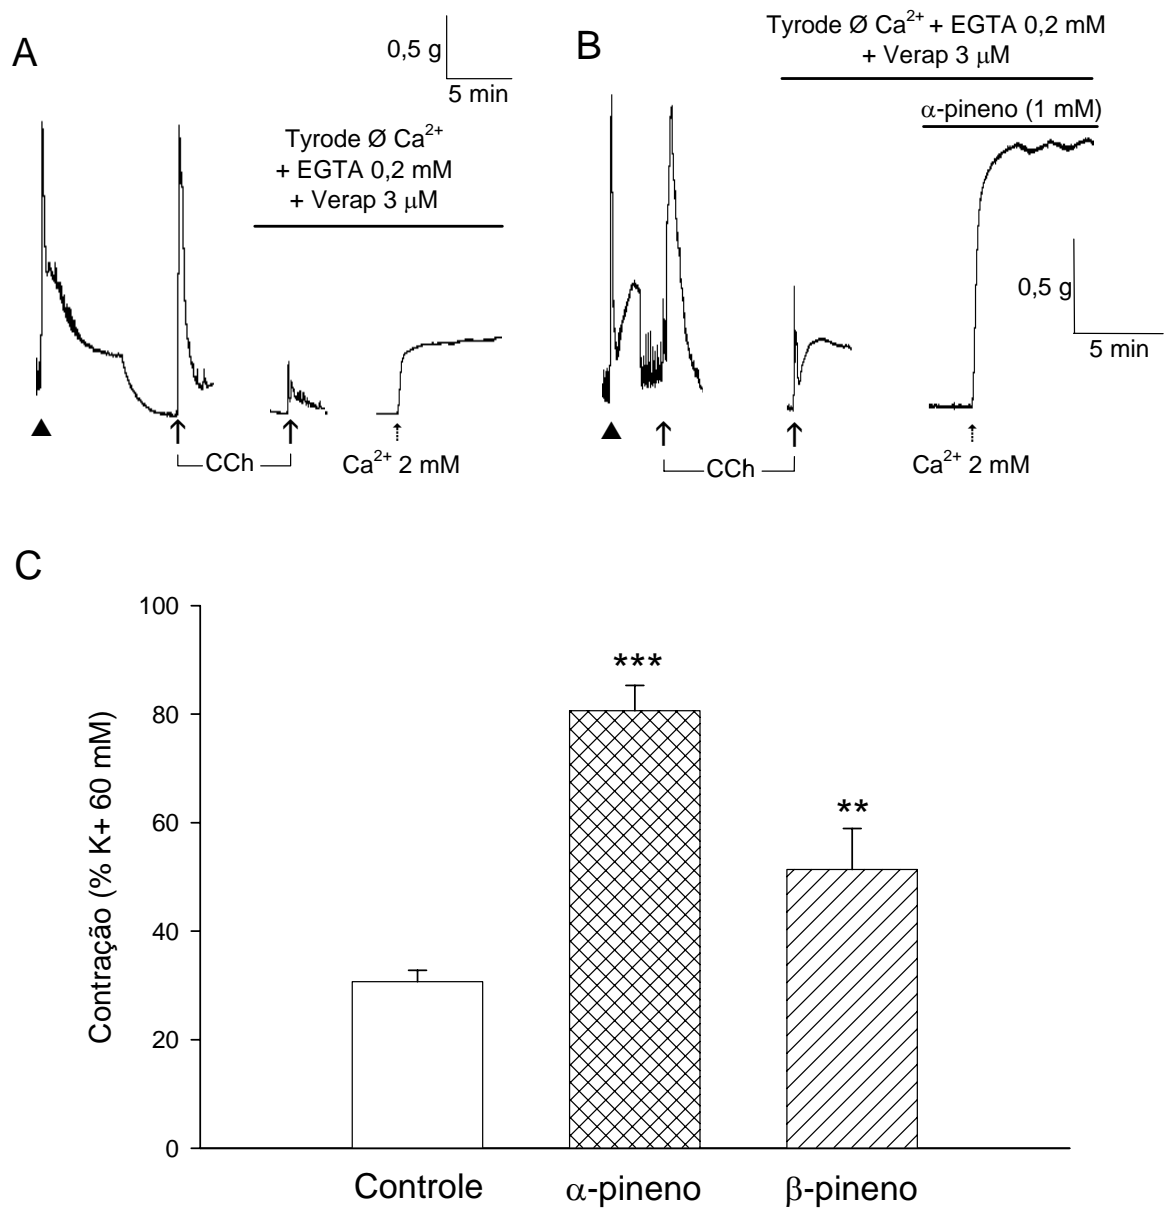 A
0,5 g
5 min
Tyrode Ø Ca2+
+ EGTA 0,2 mM
+ Verap 3 μM
CCh
Ca2+ 2 mM
B
Tyrode Ø Ca2+ + EGTA 0,2 mM
+ Verap 3 μM
α-pineno (1 mM)
0,5 g
5 min
CCh
Ca2+ 2 mM
C
Contração (% K+ 60 mM)
100
80
60
40
20
0
***
**
Controle
α-pineno
β-pineno